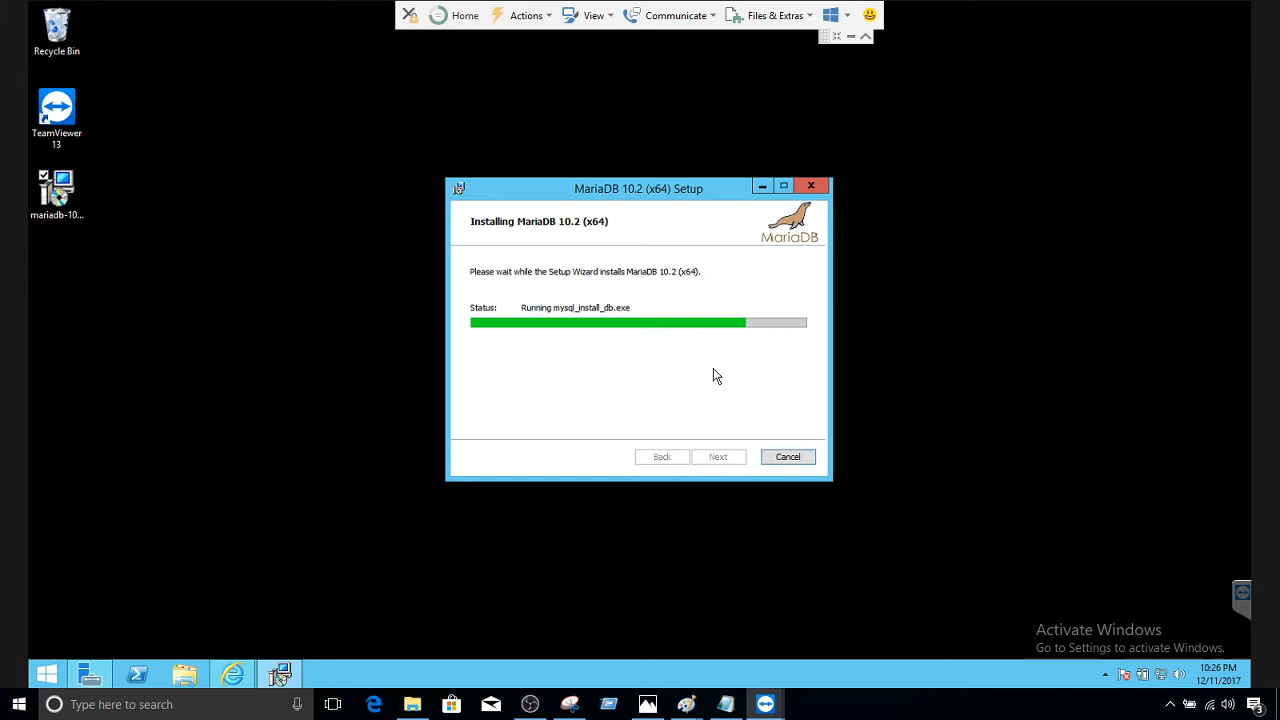 Home
Actions
View
Communicate
Files & Extras
Recycle Bin
TeamViewer
13
mariadb-10...
MariaDB 10.2 (x64) Setup
Installing MariaDB 10.2 (x64)
MariaDB
Please wait while the Setup Wizard installs MariaDB 10.2 (x64).
Status: Running mysql_install_db.exe
Back
Next
Cancel
Activate Windows
Go to Settings to activate Windows.
10:26 PM
12/11/2017
Type here to search
3